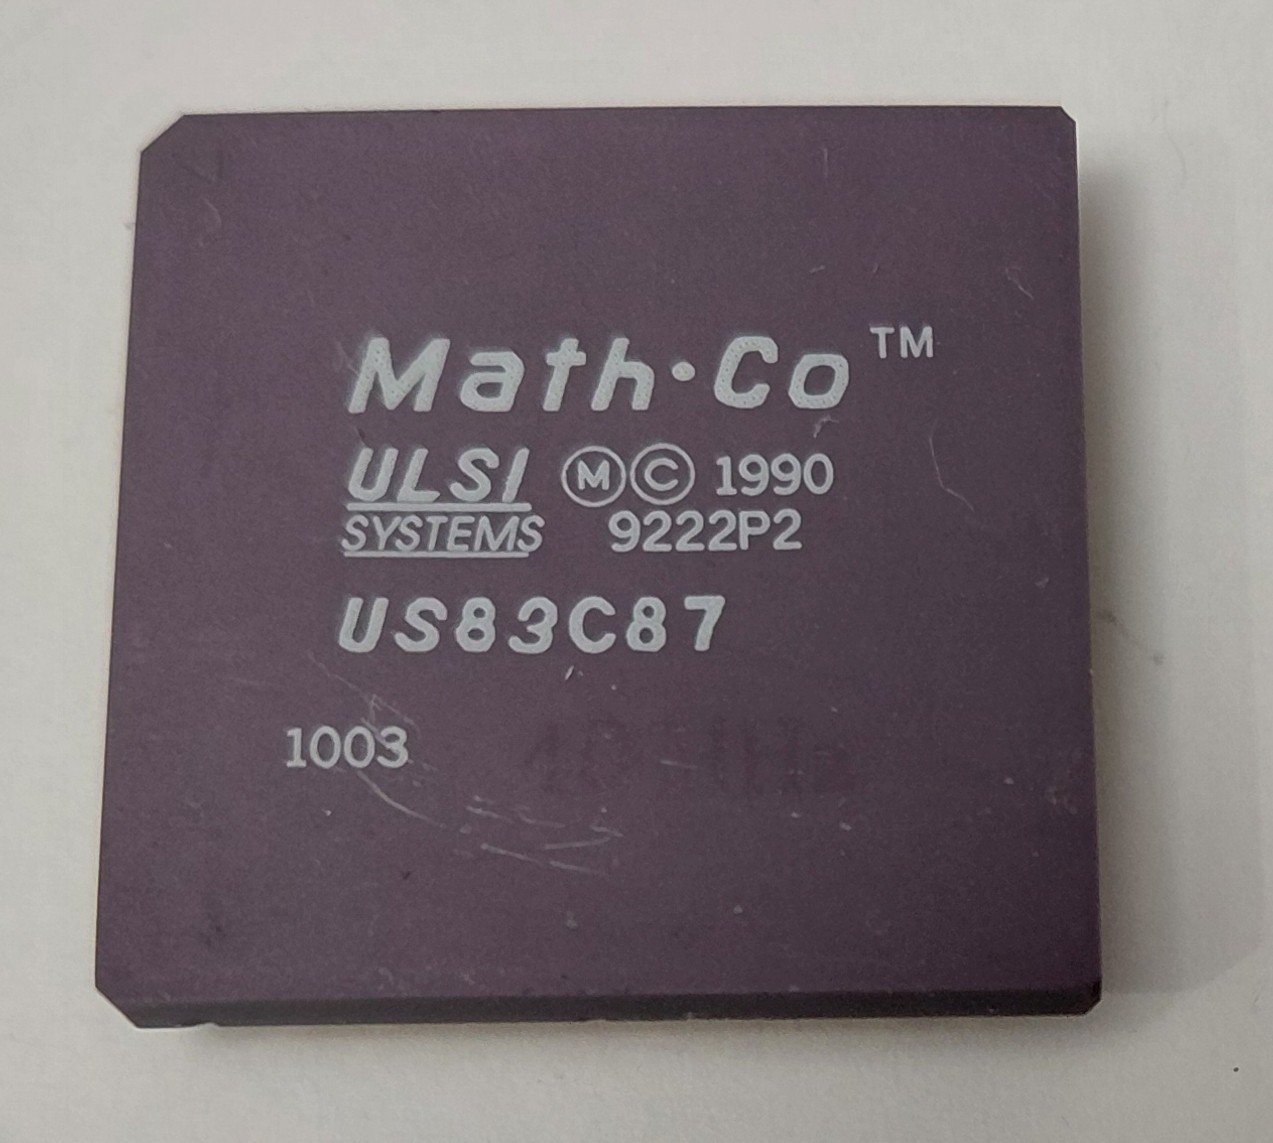 Math·Co™
ULSI Ⓜ © 1990
SYSTEMS 9222P2
US83C87
1003